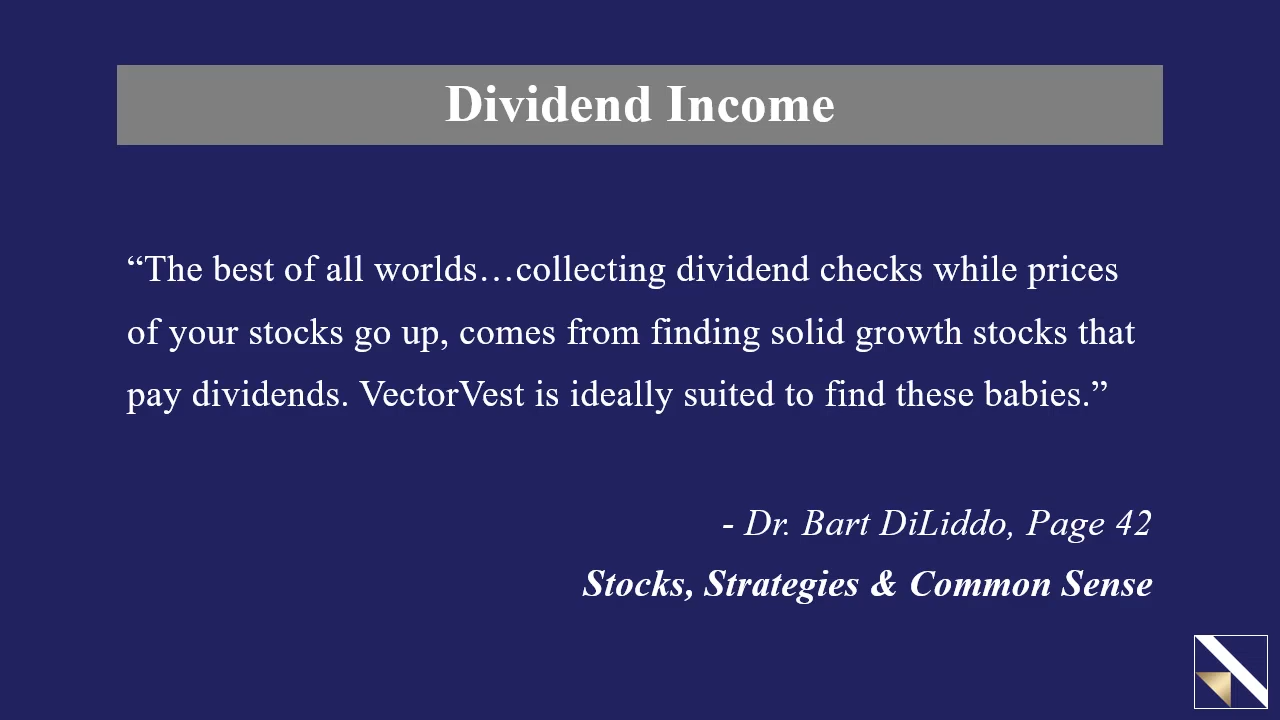 Dividend Income
“The best of all worlds…collecting dividend checks while prices
of your stocks go up, comes from finding solid growth stocks that
pay dividends. VectorVest is ideally suited to find these babies.”
- Dr. Bart DiLiddo, Page 42
Stocks, Strategies & Common Sense